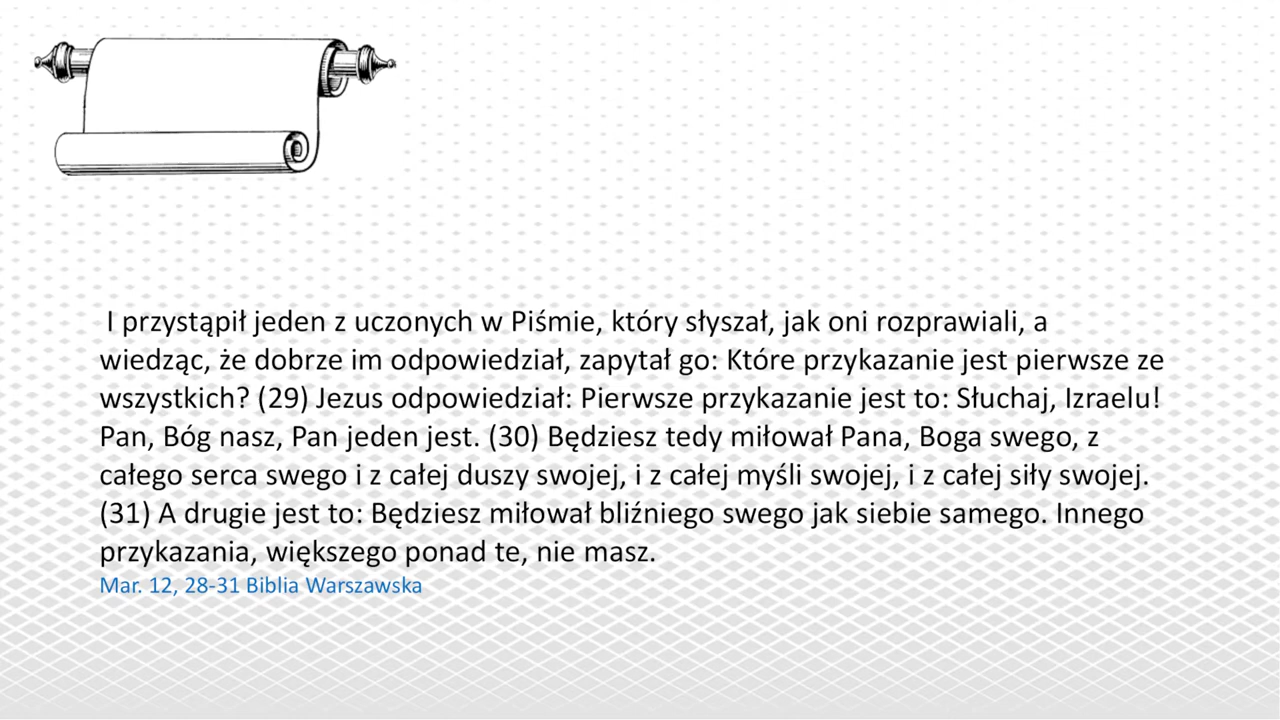 I przystąpił jeden z uczonych w Piśmie, który słyszał, jak oni rozprawiali, a
wiedząc, że dobrze im odpowiedział, zapytał go: Które przykazanie jest pierwsze ze
wszystkich? (29) Jezus odpowiedział: Pierwsze przykazanie jest to: Słuchaj, Izraelu!
Pan, Bóg nasz, Pan jeden jest. (30) Będziesz tedy miłował Pana, Boga swego, z
całego serca swego i z całej duszy swojej, i z całej myśli swojej, i z całej siły swojej.
(31) A drugie jest to: Będziesz miłował bliźniego swego jak siebie samego. Innego
przykazania, większego ponad te, nie masz.
Mar. 12, 28-31 Biblia Warszawska